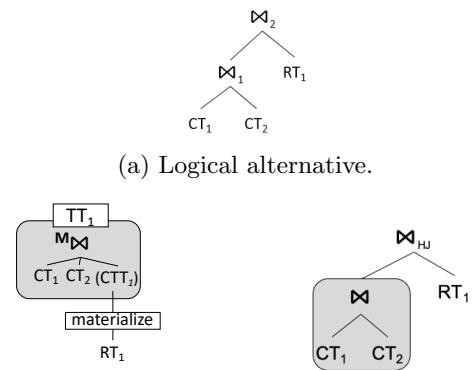 ⋈₂
⋈₁ RT₁
CT₁ CT₂
(a) Logical alternative.
TT₁
ᴹ⋈ ⋈HJ
CT₁ CT₂ (CTT₁) ⋈ RT₁
materialize
RT₁ CT₁ CT₂